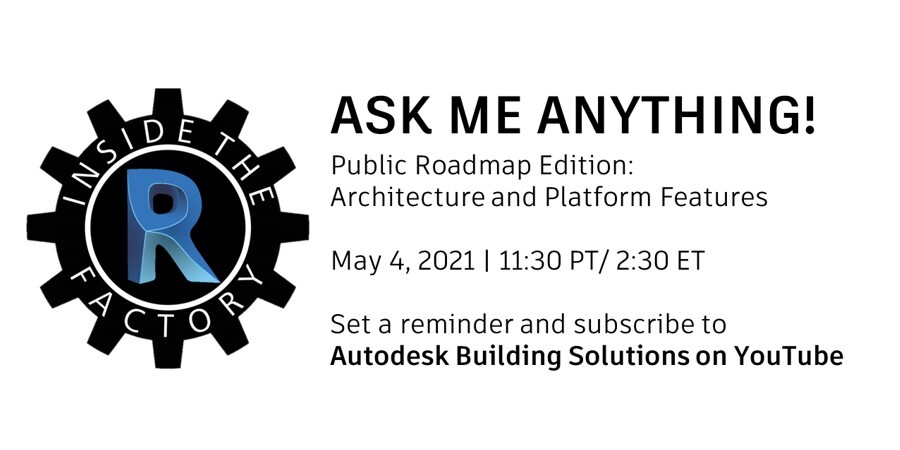 INSIDE THE
R
FACTORY
ASK ME ANYTHING!
Public Roadmap Edition:
Architecture and Platform Features
May 4, 2021 | 11:30 PT/ 2:30 ET
Set a reminder and subscribe to
Autodesk Building Solutions on YouTube